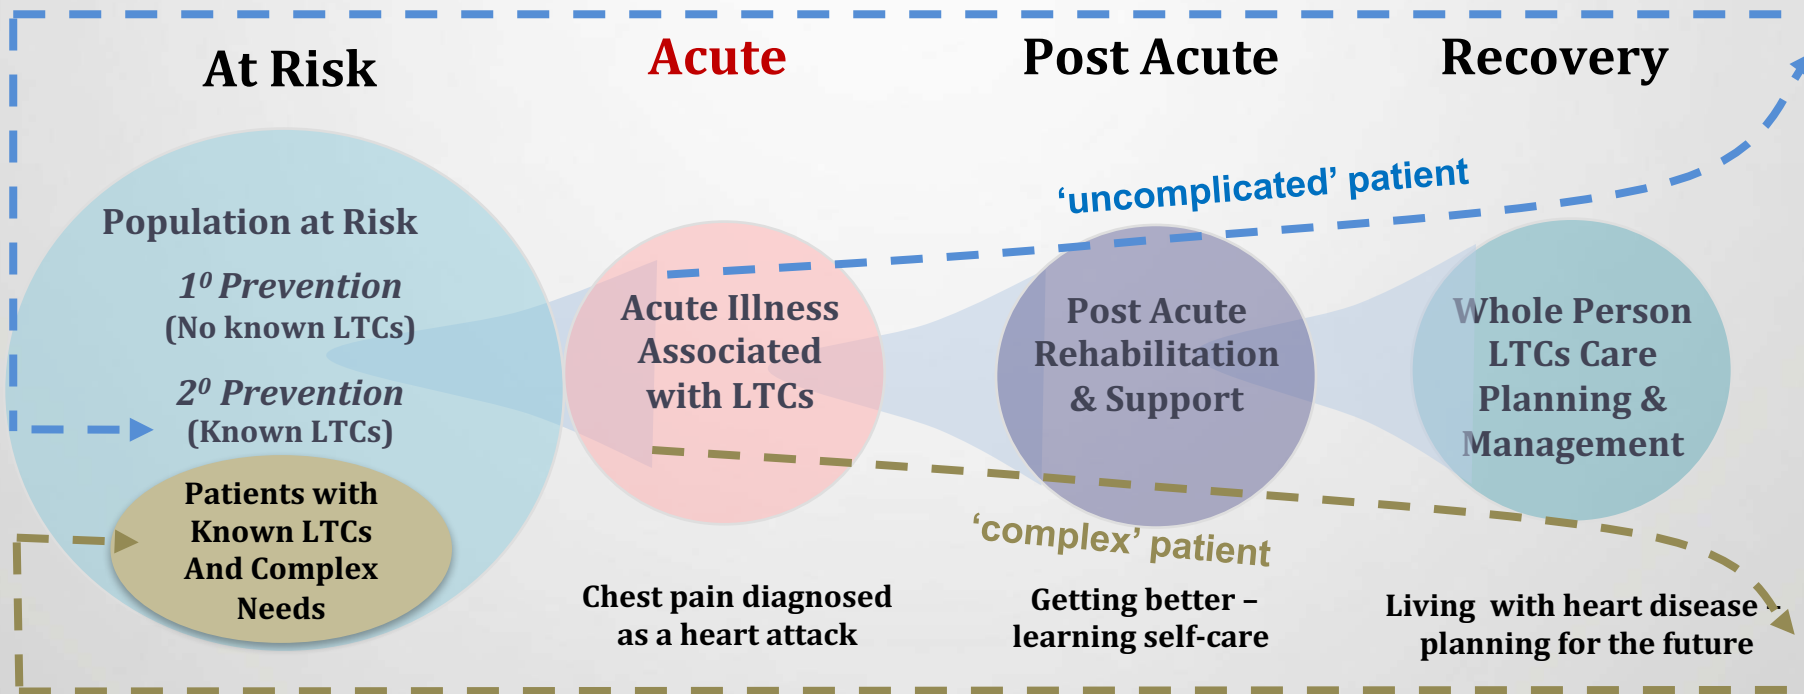 At Risk
Acute
Post Acute
Recovery
Population at Risk
1⁰ Prevention
(No known LTCs)
2⁰ Prevention
(Known LTCs)
Patients with
Known LTCs
And Complex
Needs
Acute Illness
Associated
with LTCs
Chest pain diagnosed
as a heart attack
‘uncomplicated’ patient
Post Acute
Rehabilitation
& Support
‘complex’ patient
Getting better –
learning self-care
Whole Person
LTCs Care
Planning &
Management
Living with heart disease –
planning for the future